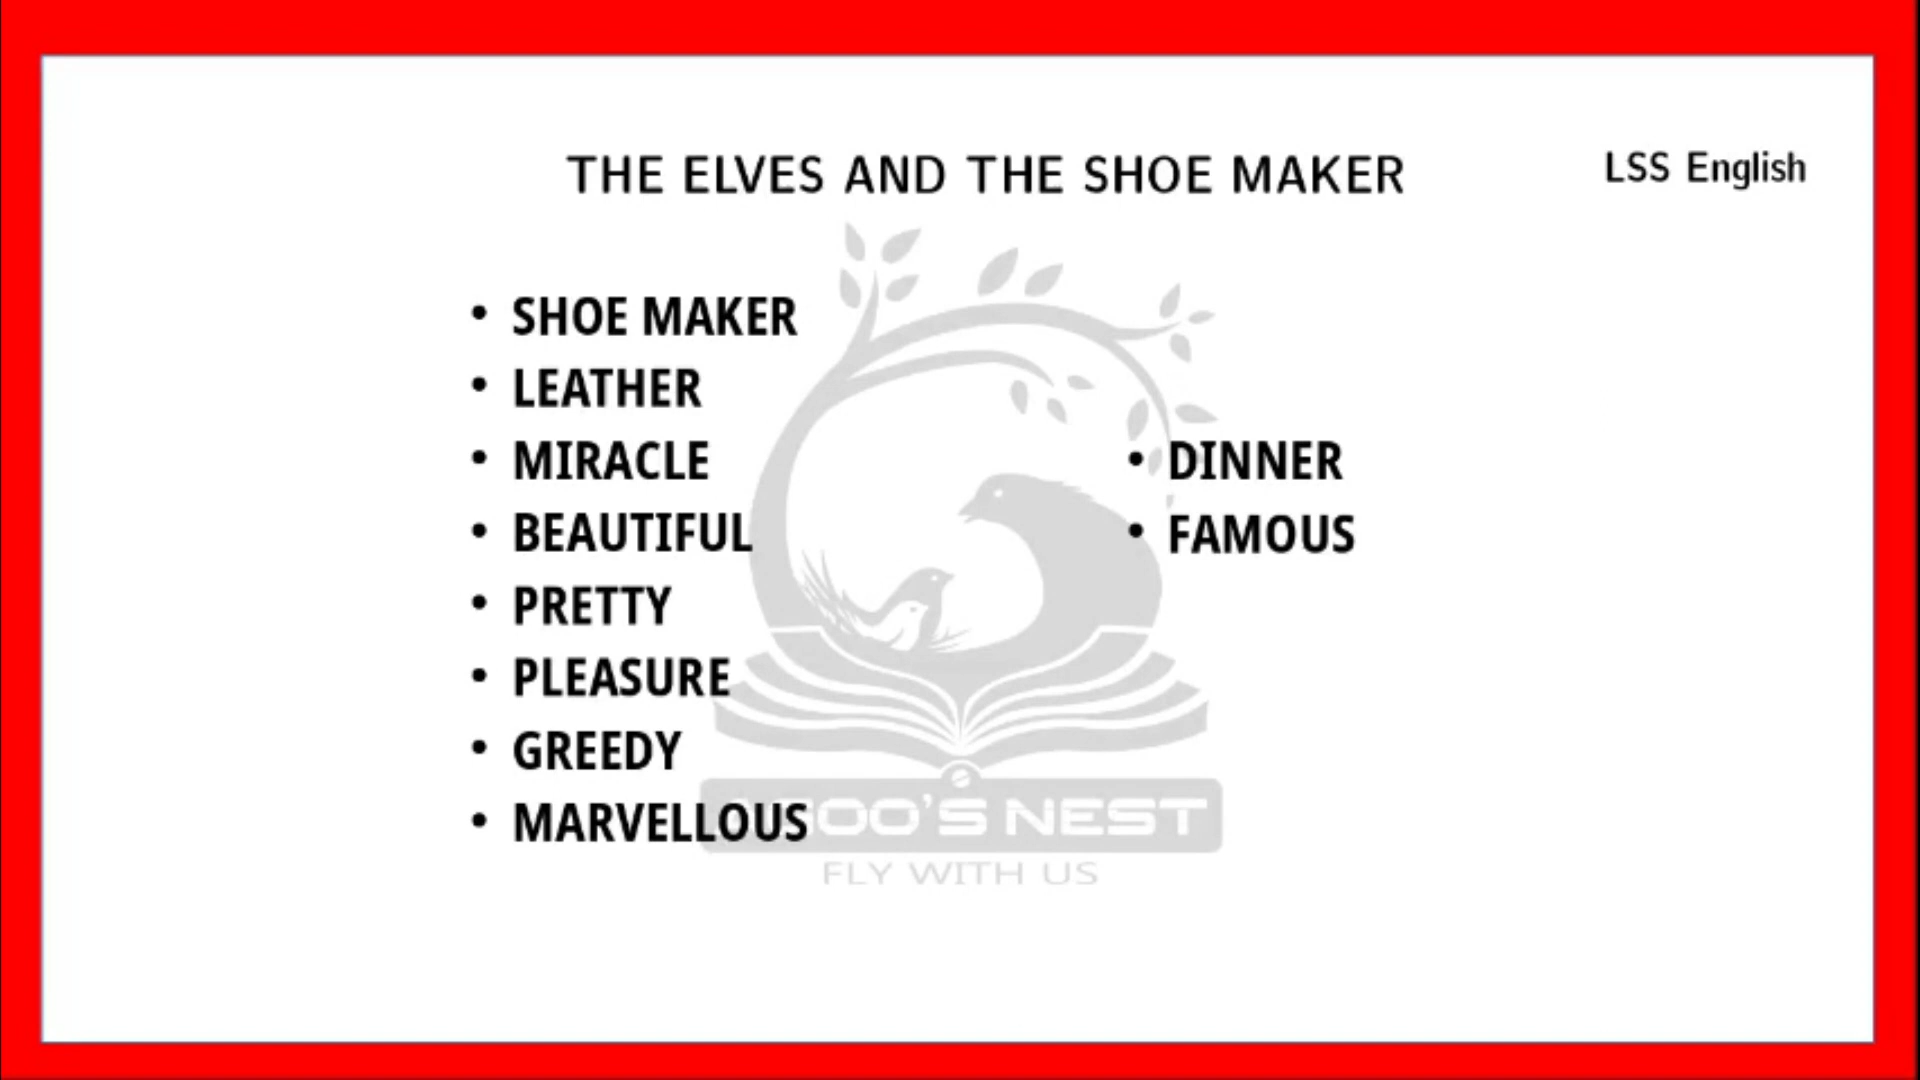 THE ELVES AND THE SHOE MAKER
LSS English
• SHOE MAKER
• LEATHER
• MIRACLE
• BEAUTIFUL
• PRETTY
• PLEASURE
• GREEDY
• MARVELLOUS
• DINNER
• FAMOUS
NEST
FLY WITH US